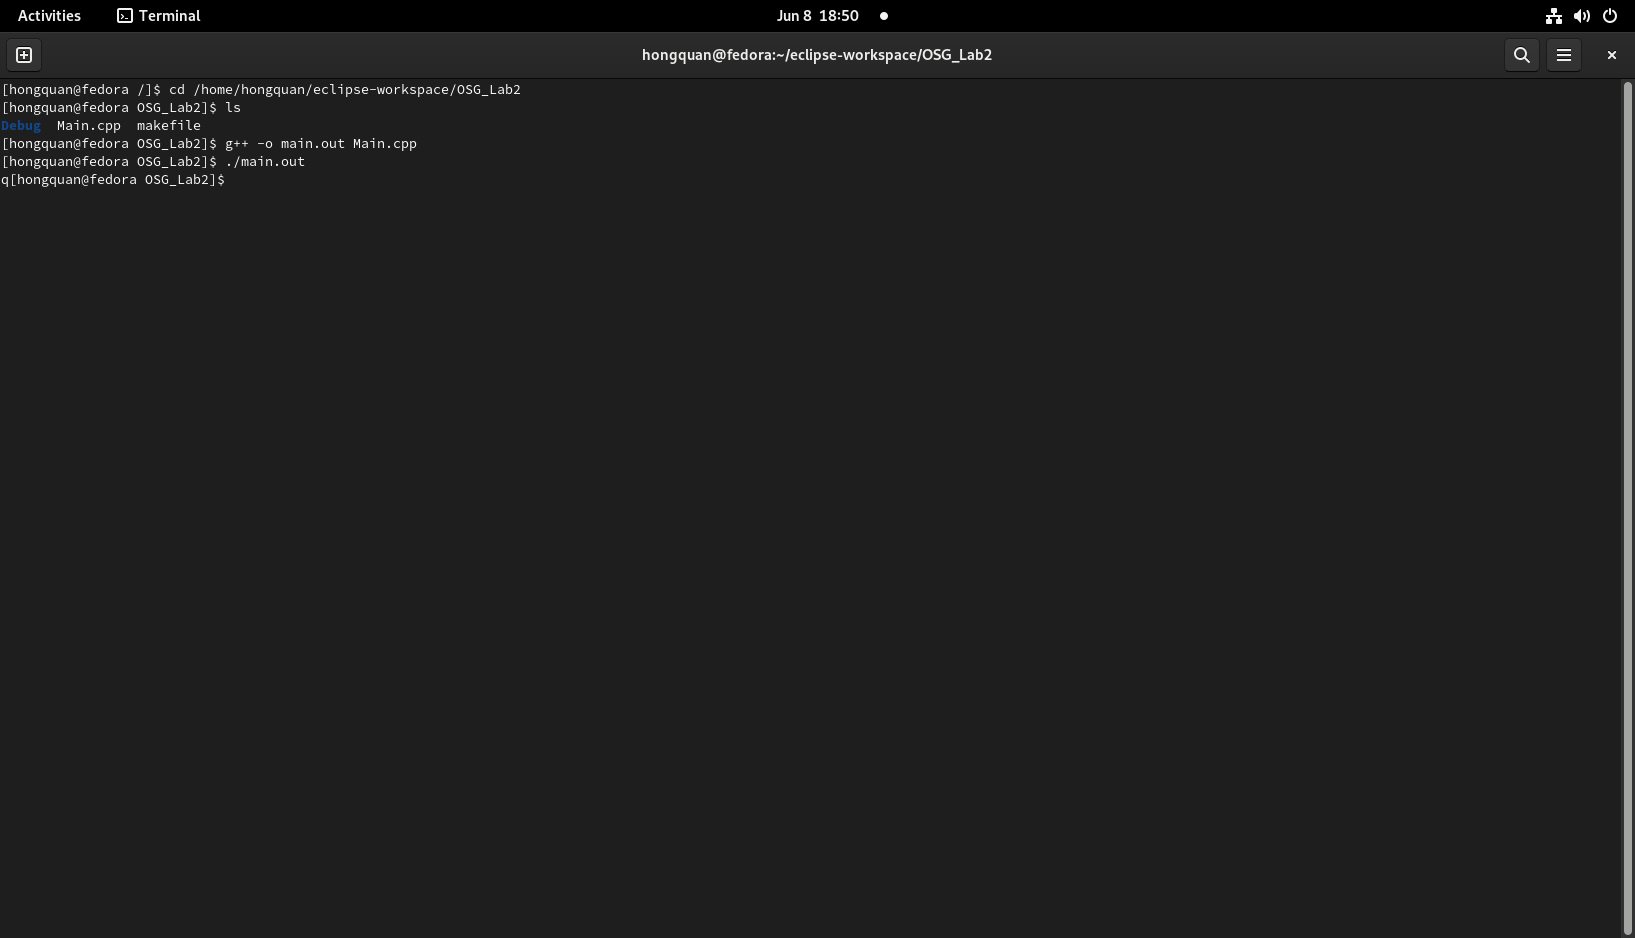 Activities Terminal Jun 8 18:50
hongquan@fedora:~/eclipse-workspace/OSG_Lab2
[hongquan@fedora /]$ cd /home/hongquan/eclipse-workspace/OSG_Lab2
[hongquan@fedora OSG_Lab2]$ ls
Debug  Main.cpp  makefile
[hongquan@fedora OSG_Lab2]$ g++ -o main.out Main.cpp
[hongquan@fedora OSG_Lab2]$ ./main.out
q[hongquan@fedora OSG_Lab2]$